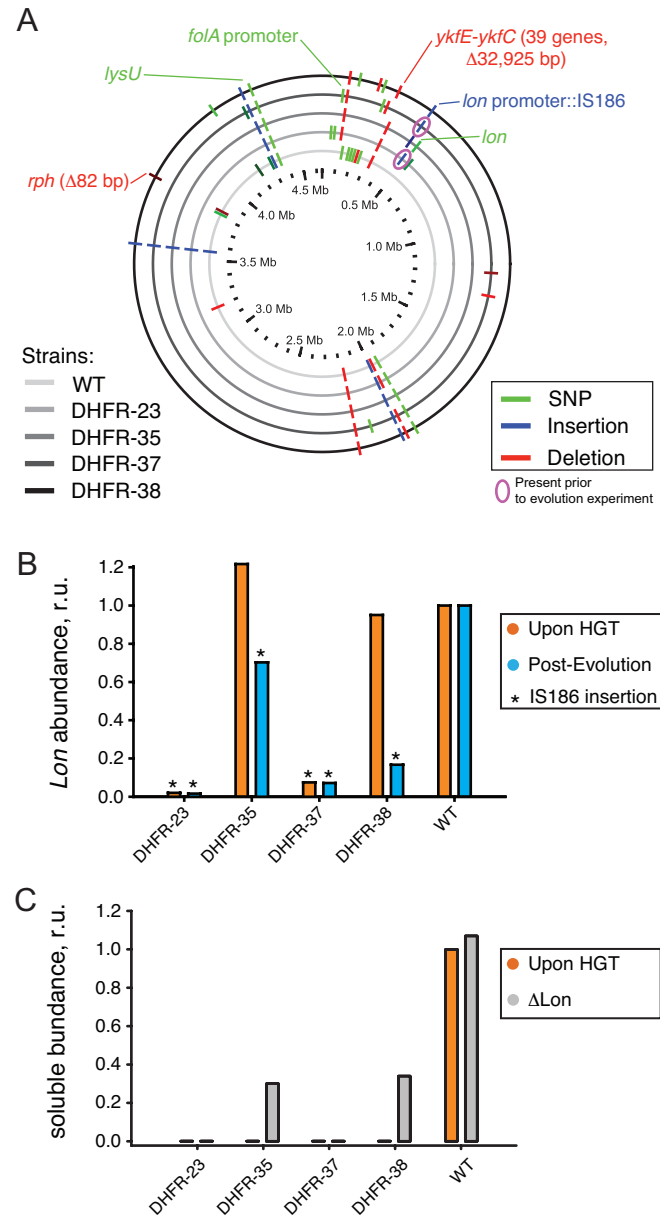 A
folA promoter
ykfE-ykfC (39 genes,
Δ32,925 bp)
lysU
lon promoter::IS186
lon
rph (Δ82 bp)
4.5 Mb
0.5 Mb
4.0 Mb
1.0 Mb
3.5 Mb
1.5 Mb
3.0 Mb
2.0 Mb
2.5 Mb
Strains:
WT
DHFR-23
DHFR-35
DHFR-37
DHFR-38
SNP
Insertion
Deletion
Present prior
to evolution experiment
B
Lon abundance, r.u.
1.2
1.0
0.8
0.6
0.4
0.2
0.0
* * * * * *
DHFR-23
DHFR-35
DHFR-37
DHFR-38
WT
Upon HGT
Post-Evolution
* IS186 insertion
C
soluble bundance, r.u.
1.2
1.0
0.8
0.6
0.4
0.2
0.0
DHFR-23
DHFR-35
DHFR-37
DHFR-38
WT
Upon HGT
ΔLon